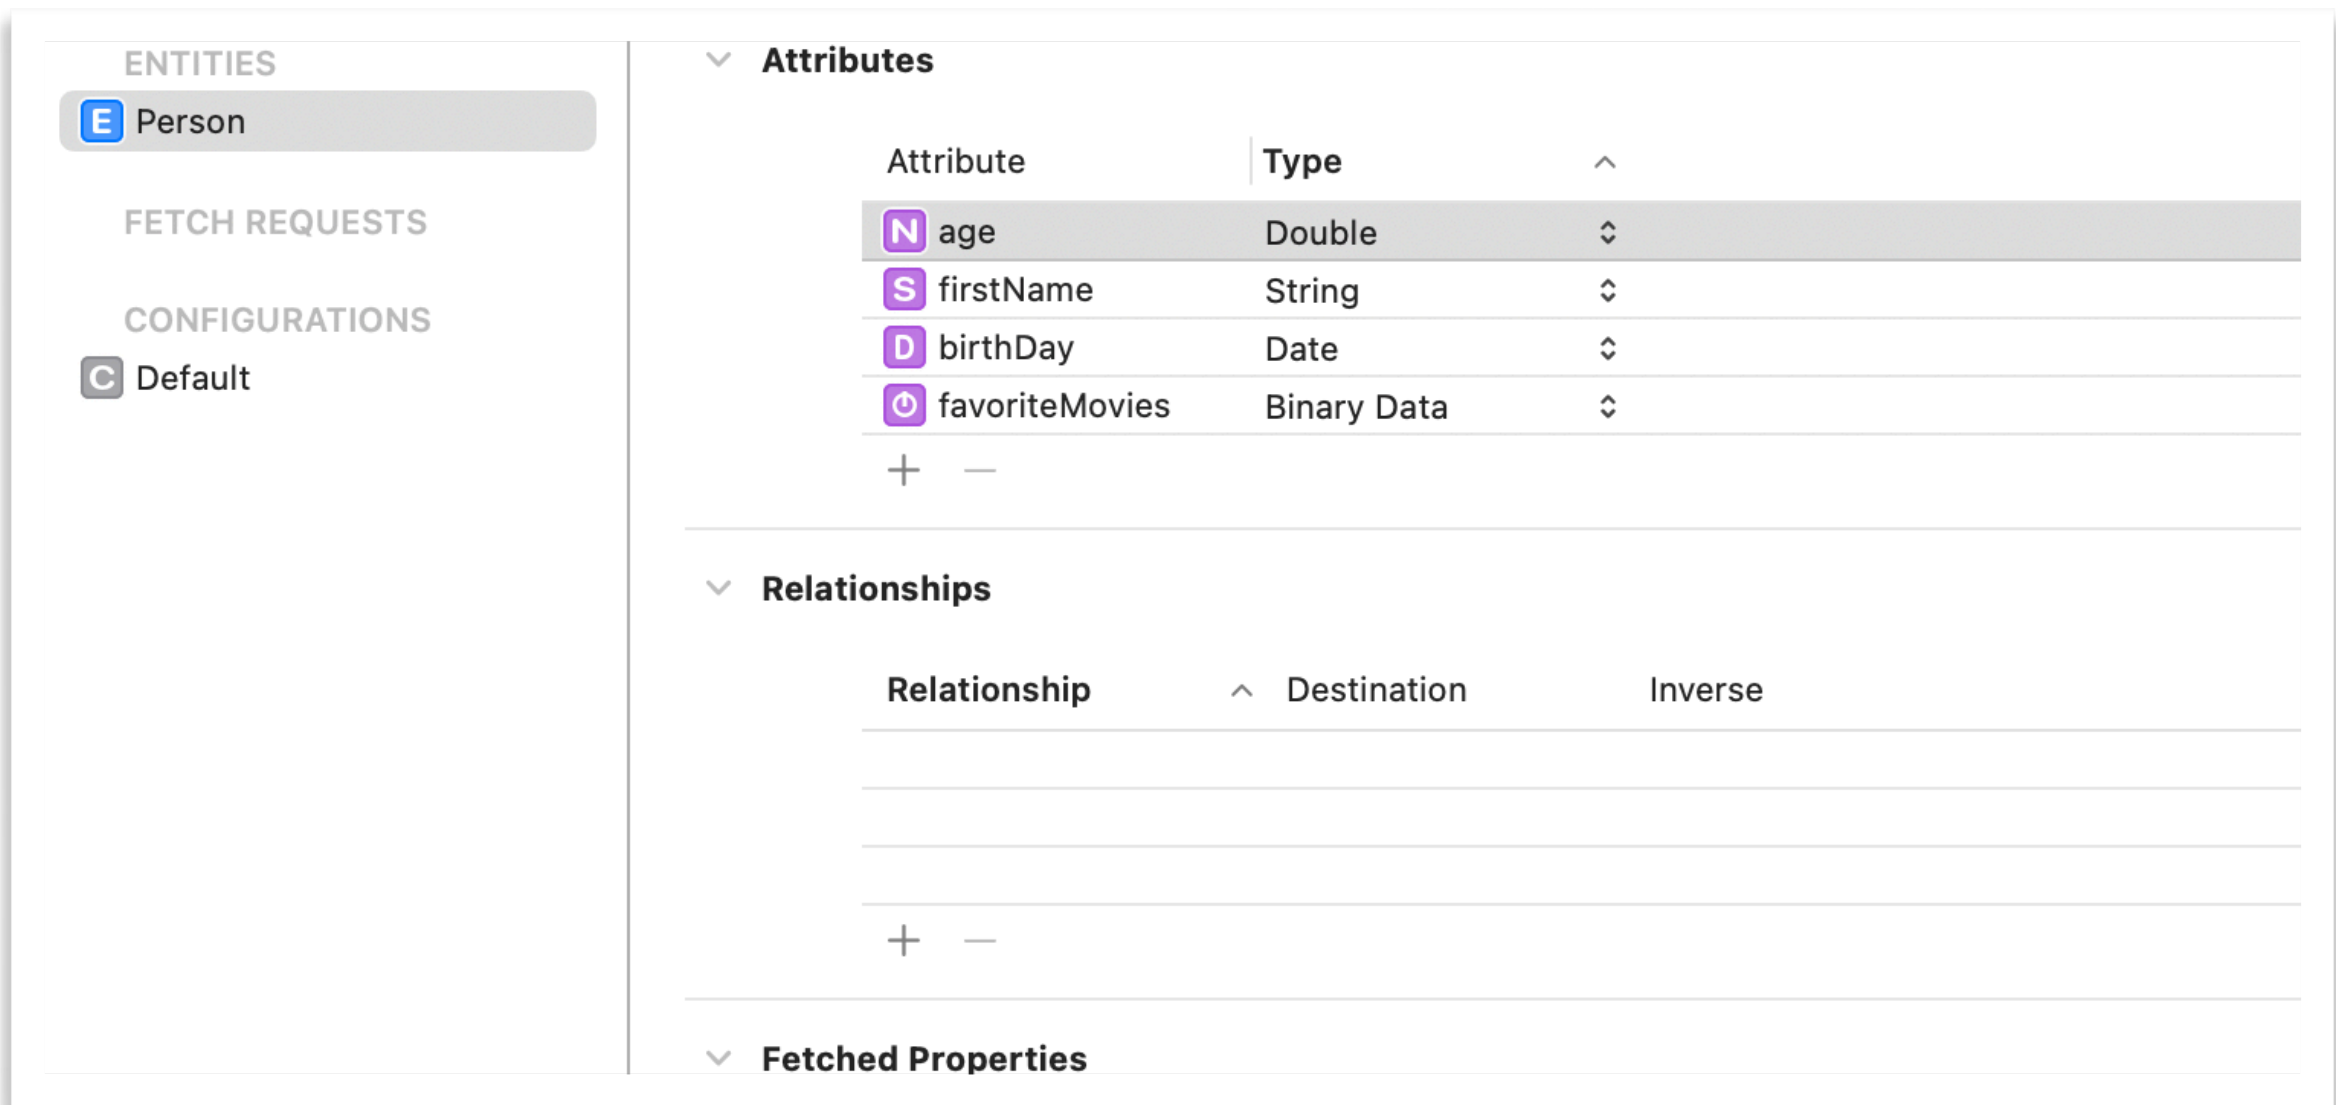 ENTITIES
E Person
FETCH REQUESTS
CONFIGURATIONS
C Default
Attributes
Attribute Type
N age Double
S firstName String
D birthDay Date
favoriteMovies Binary Data
Relationships
Relationship Destination Inverse
Fetched Properties